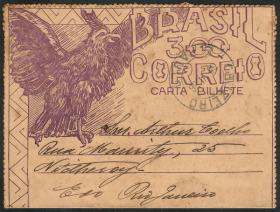 BRASIL
300
CORREIO
CARTA BILHETE
Snr. Arthur Coelho
Rua Maurity, 25
Nictheroy
E. do Rio Janeiro